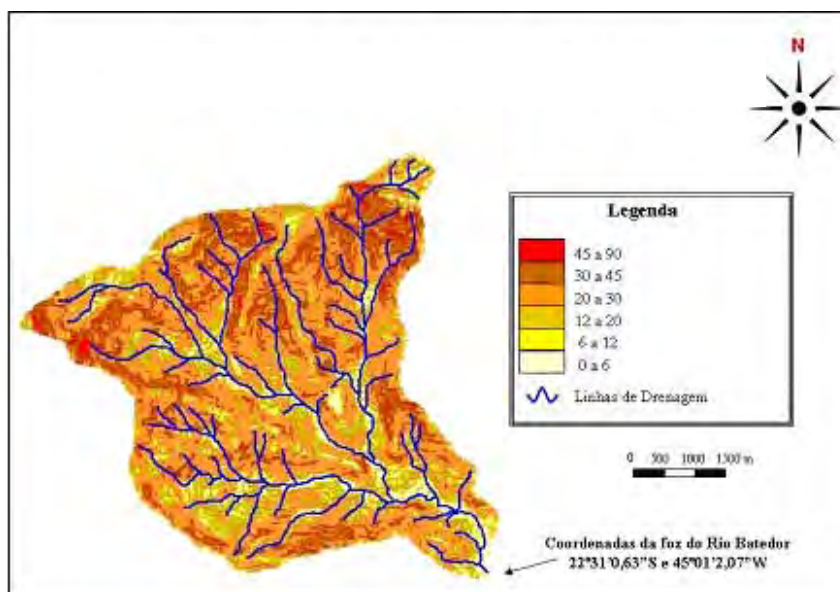 N
Legenda
45 a 90
30 a 45
20 a 30
12 a 20
6 a 12
0 a 6
Linhas de Drenagem
0 500 1000 1500 m
Coordenadas da foz do Rio Batedor
22°31'0,63"S e 45°01'2,07"W